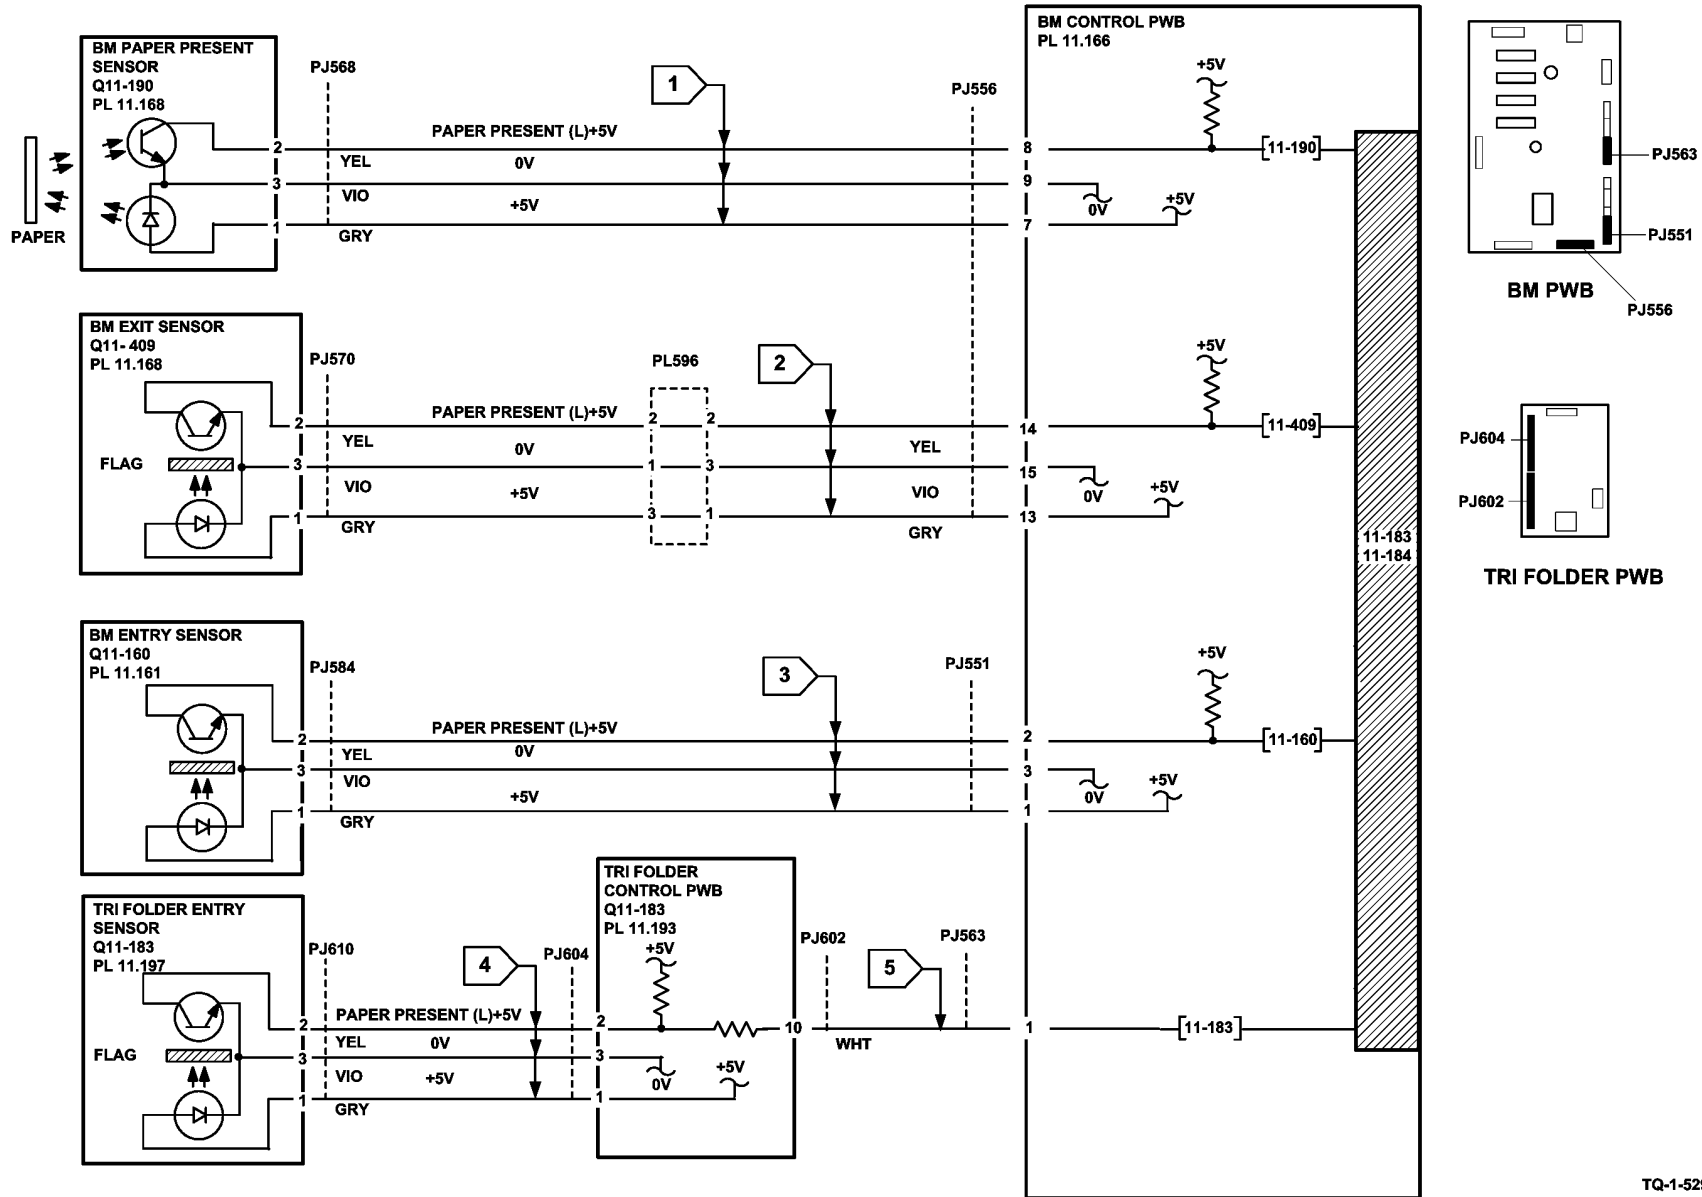 BM PAPER PRESENT
SENSOR
Q11-190
PL 11.168
PAPER
PJ568
1
PJ556
PAPER PRESENT (L)+5V
2
YEL
0V
3
VIO
+5V
1
GRY
BM CONTROL PWB
PL 11.166
+5V
8
[11-190]
9
0V
+5V
7
PJ563
PJ551
BM PWB
PJ556
BM EXIT SENSOR
Q11- 409
PL 11.168
FLAG
PJ570
PL596
2
PAPER PRESENT (L)+5V
2
2
2
YEL
0V
YEL
3
1
3
VIO
+5V
VIO
1
3
1
GRY
GRY
+5V
14
[11-409]
15
0V
+5V
13
11-183
11-184
PJ604
PJ602
TRI FOLDER PWB
BM ENTRY SENSOR
Q11-160
PL 11.161
PJ584
3
PJ551
PAPER PRESENT (L)+5V
2
YEL
0V
3
VIO
+5V
1
GRY
+5V
2
[11-160]
3
0V
+5V
1
TRI FOLDER ENTRY
SENSOR
Q11-183
PL 11.197
FLAG
PJ610
4
PJ604
PAPER PRESENT (L)+5V
2
YEL
0V
3
VIO
+5V
1
GRY
TRI FOLDER
CONTROL PWB
Q11-183
PL 11.193
+5V
2
10
3
0V
+5V
1
PJ602
5
PJ563
WHT
1
[11-183]
TQ-1-52